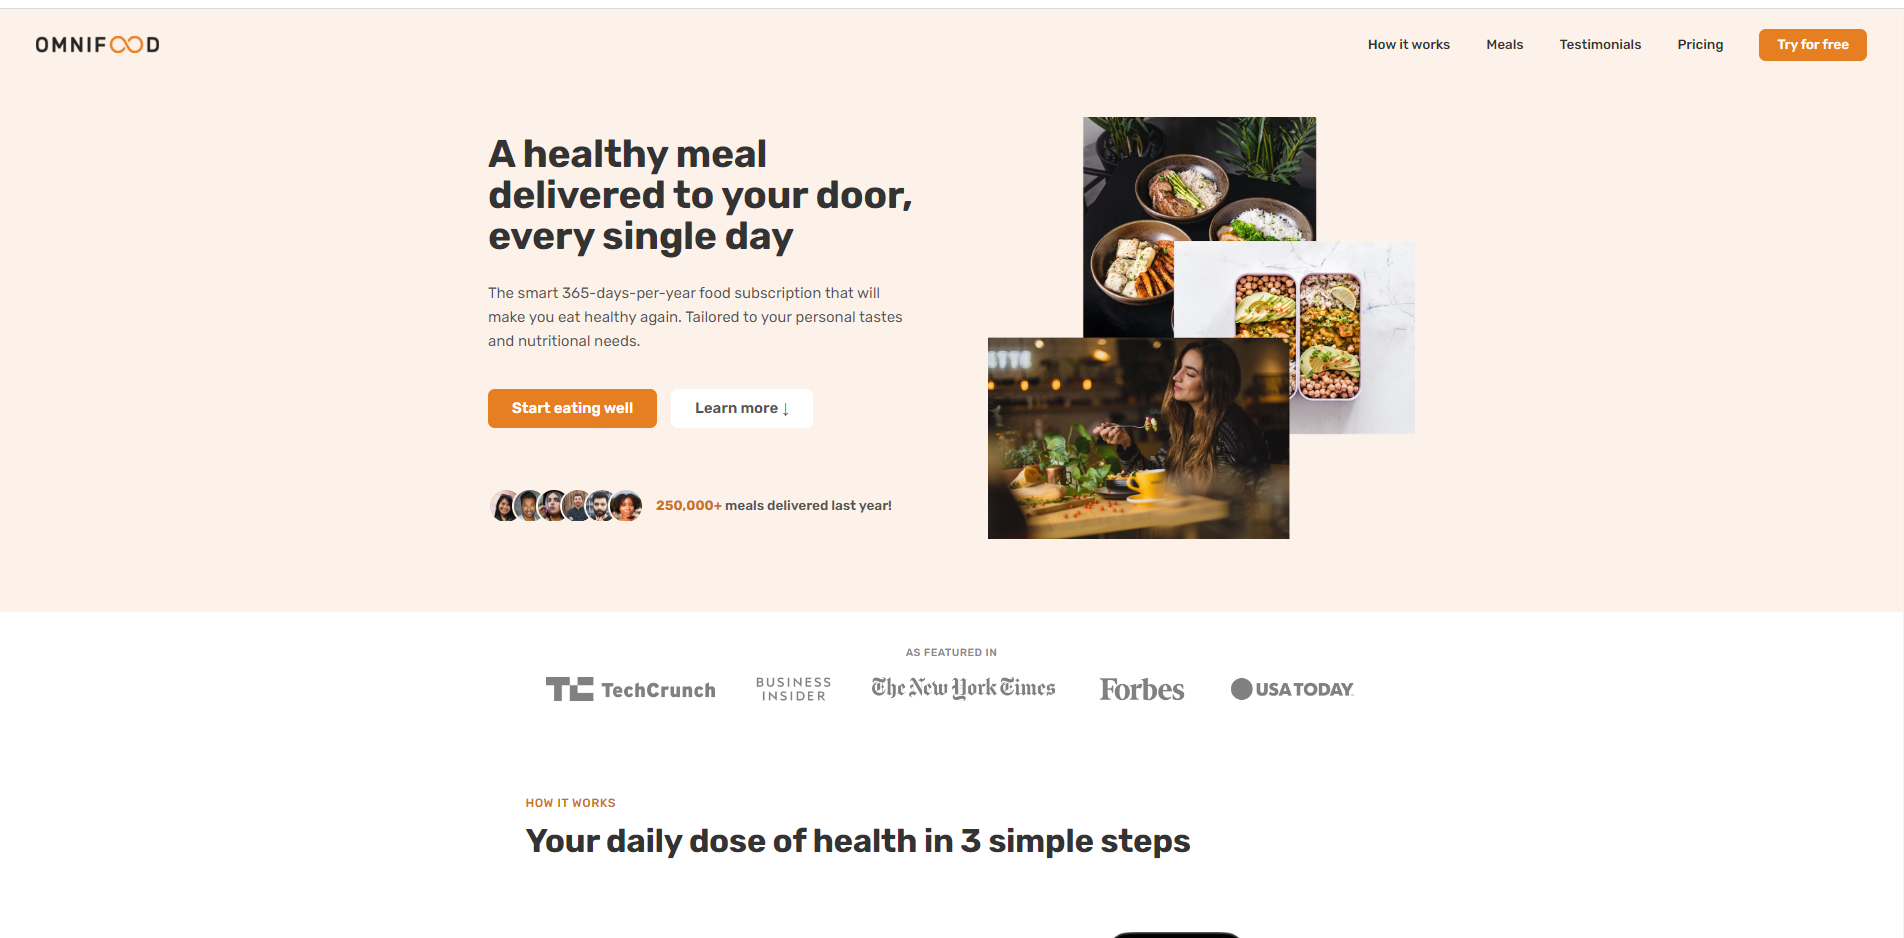 OMNIFOOD
How it works
Meals
Testimonials
Pricing
Try for free
A healthy meal
delivered to your door,
every single day
The smart 365-days-per-year food subscription that will
make you eat healthy again. Tailored to your personal tastes
and nutritional needs.
Start eating well
Learn more ↓
250,000+ meals delivered last year!
AS FEATURED IN
TC TechCrunch
BUSINESS
INSIDER
The New York Times
Forbes
USA TODAY
HOW IT WORKS
Your daily dose of health in 3 simple steps